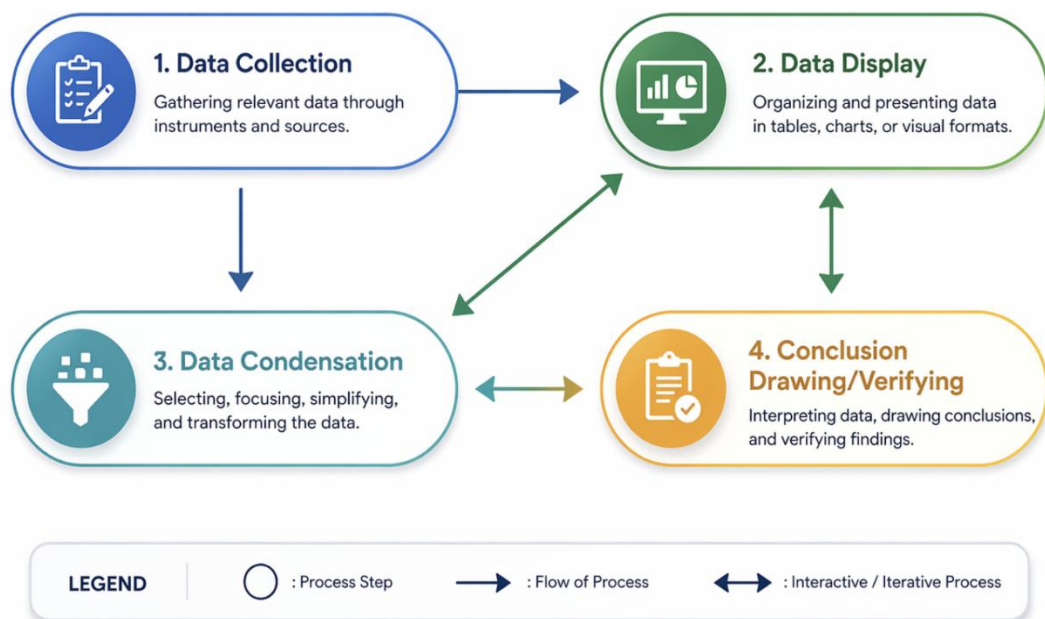 1. Data Collection
Gathering relevant data through
instruments and sources.
2. Data Display
Organizing and presenting data
in tables, charts, or visual formats.
3. Data Condensation
Selecting, focusing, simplifying,
and transforming the data.
4. Conclusion
Drawing/Verifying
Interpreting data, drawing conclusions,
and verifying findings.
LEGEND
: Process Step
: Flow of Process
: Interactive / Iterative Process